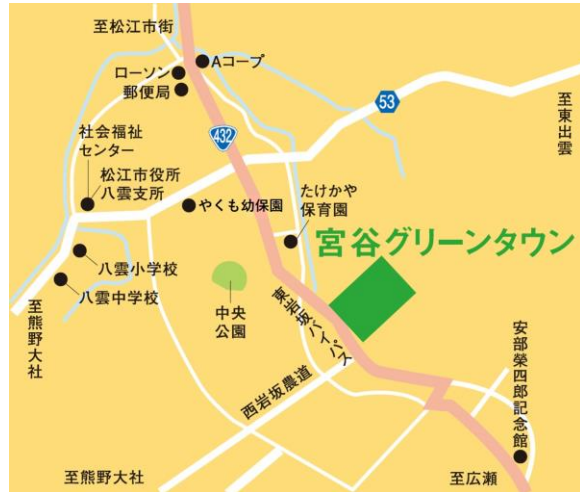 至松江市街
Aコープ
ローソン
郵便局
53
至東出雲
432
社会福祉
センター
松江市役所
八雲支所
やくも幼保園
たけかや
保育園
宮谷グリーンタウン
八雲小学校
八雲中学校
中央
公園
東岩坂バイパス
至熊野大社
西岩坂農道
安部榮四郎記念館
至熊野大社
至広瀬